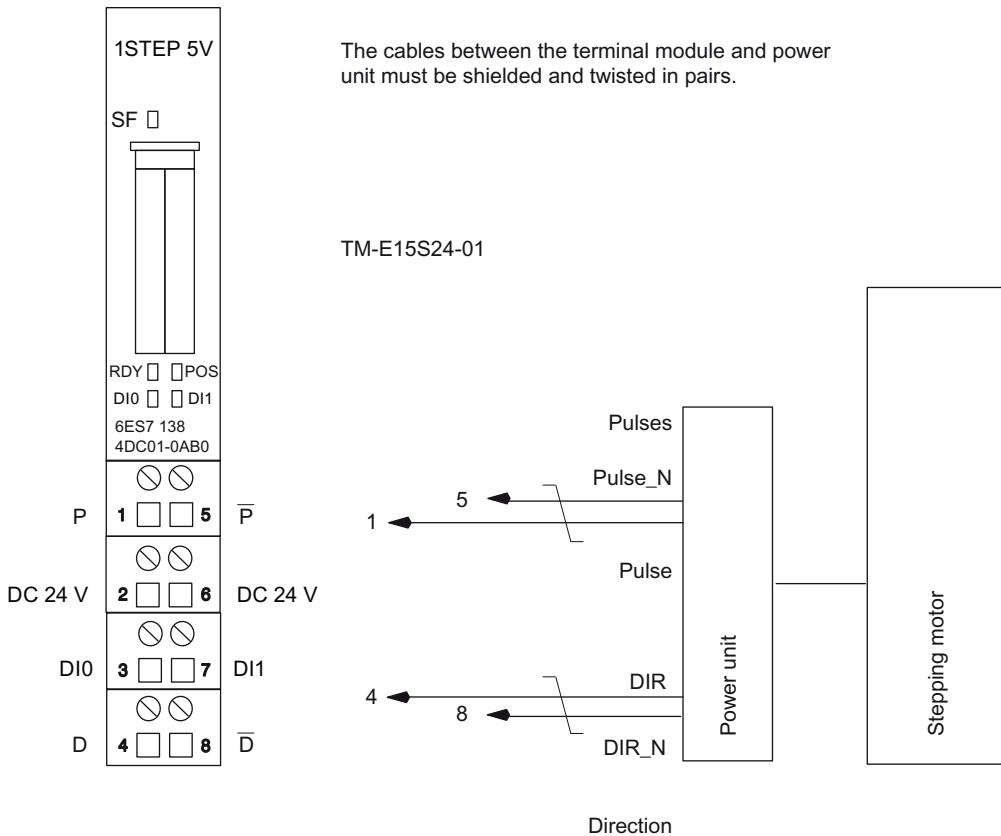 1STEP 5V
The cables between the terminal module and power
unit must be shielded and twisted in pairs.
SF
TM-E15S24-01
RDY POS
DI0 DI1
6ES7 138
4DC01-0AB0
Pulses
Pulse_N
P 1 5 P̅
5
1
Pulse
DC 24 V 2 6 DC 24 V
DI0 3 7 DI1
DIR
4
8
D 4 8 D̅
DIR_N
Power unit
Stepping motor
Direction